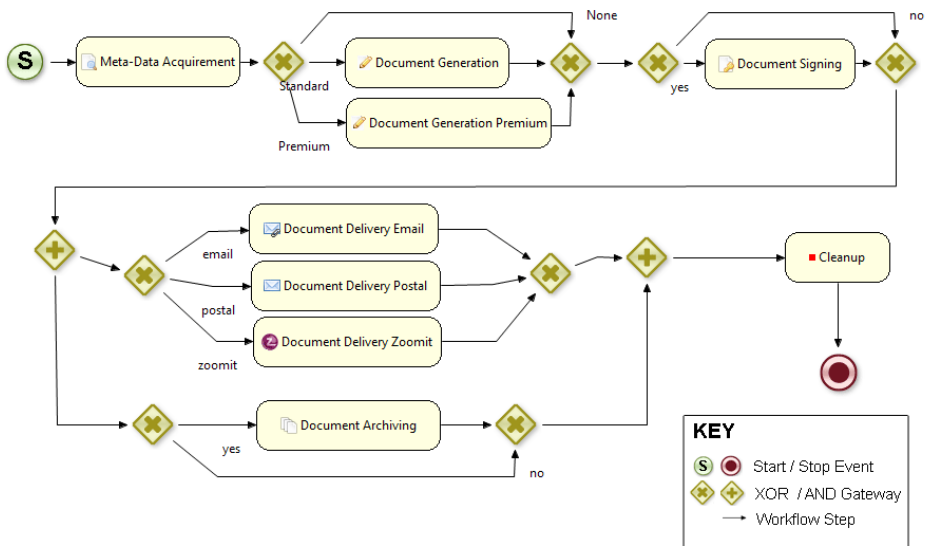 None
no
S
Meta-Data Acquirement
Document Generation
Document Signing
Standard
yes
Document Generation Premium
Premium
Document Delivery Email
email
Cleanup
Document Delivery Postal
postal
Document Delivery Zoomit
zoomit
Document Archiving
yes
no
KEY
S Start / Stop Event
XOR / AND Gateway
Workflow Step